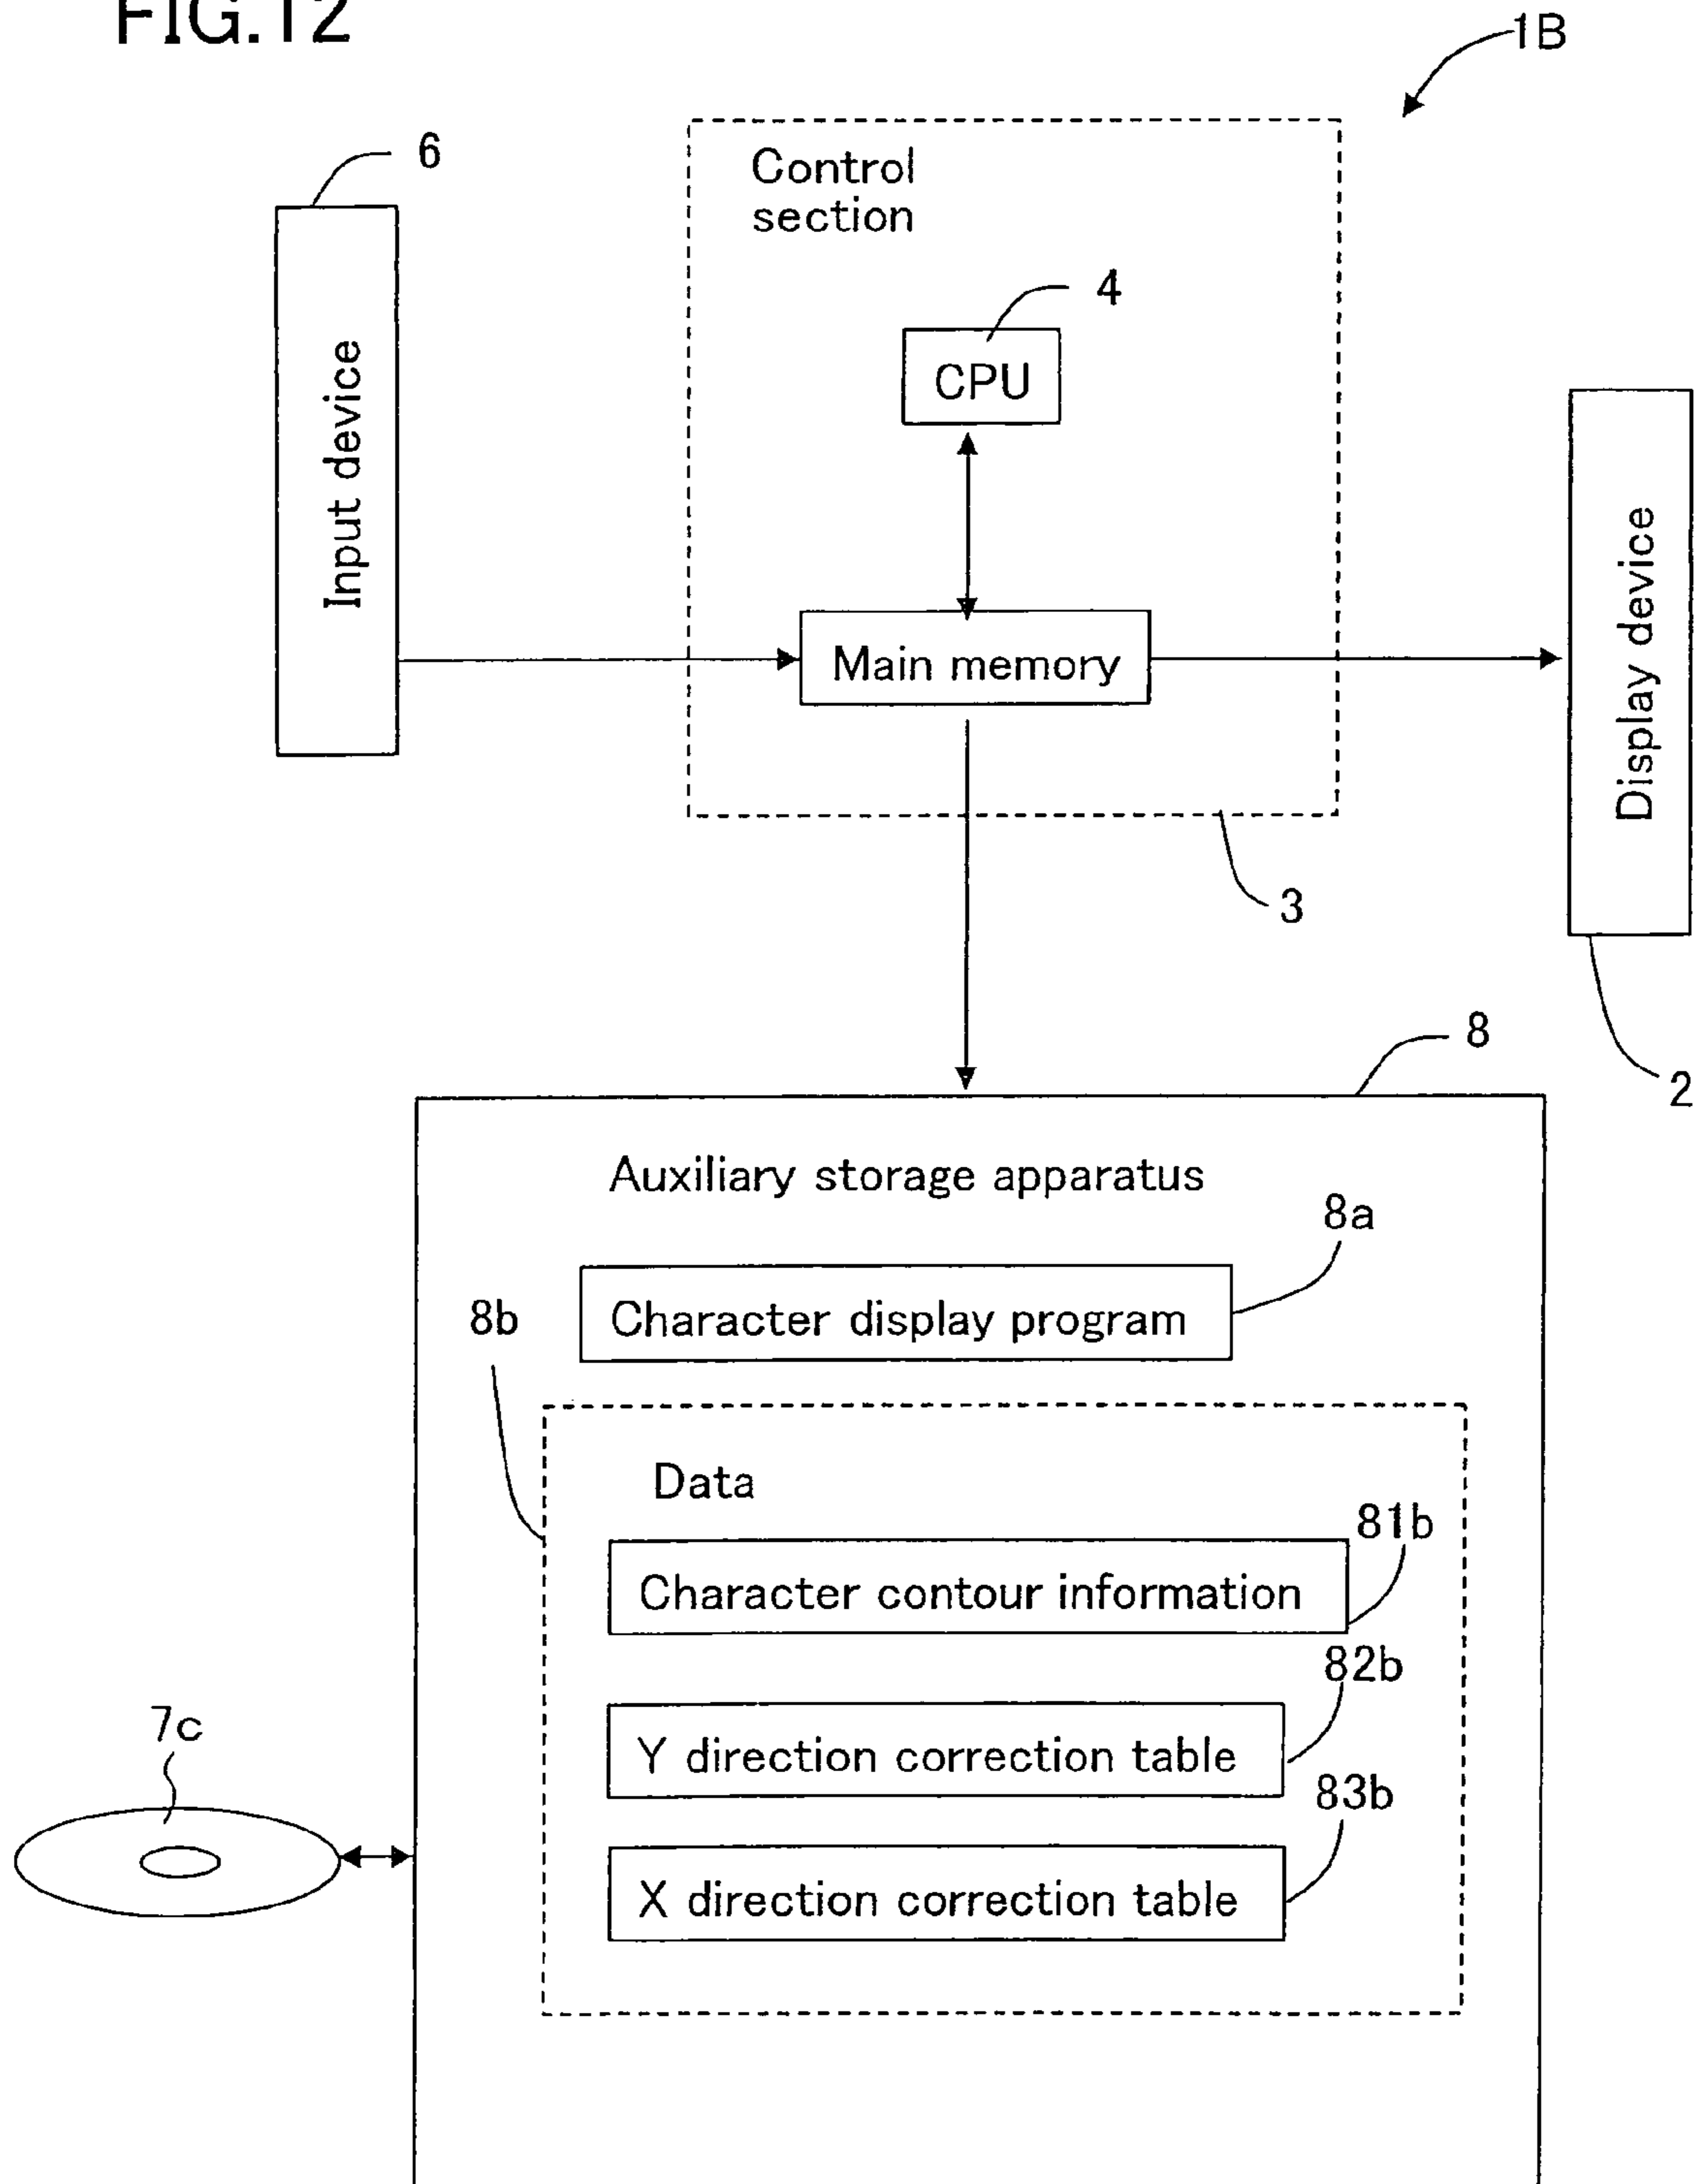 FIG.12
1B
6
Control
section
4
CPU
Input device
Main memory
Display device
3
2
8
Auxiliary storage apparatus
8a
Character display program
8b
Data
81b
Character contour information
82b
Y direction correction table
83b
X direction correction table
7c